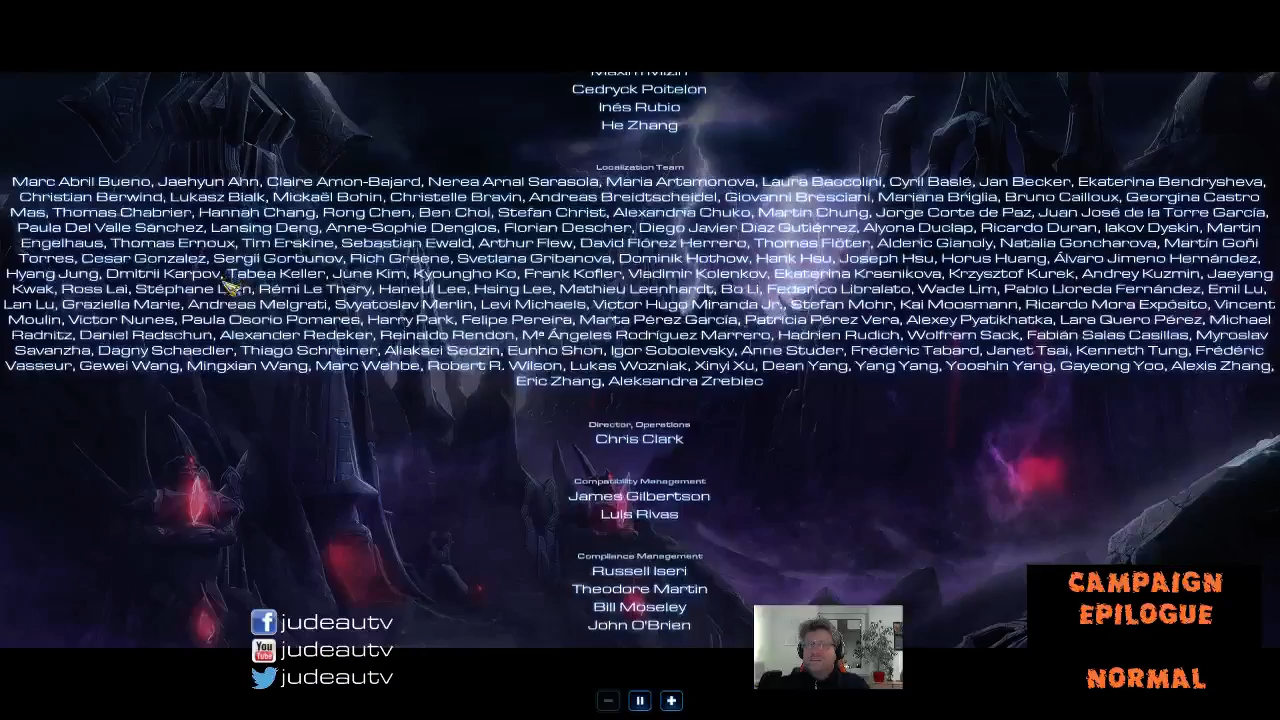 Maxim Mizin
Cedryck Poitelon
Inés Rubio
He Zhang
Localization Team
Marc Abril Bueno, Jaehyun Ahn, Claire Amon-Bajard, Nerea Arnal Sarasola, Maria Artamonova, Laura Baccolini, Cyril Baslé, Jan Becker, Ekaterina Bendrysheva,
Christian Berwind, Lukasz Bialk, Mickaël Bohin, Christelle Bravin, Andreas Breidtscheidel, Giovanni Bresciani, Mariana Briglia, Bruno Cailloux, Georgina Castro
Mas, Thomas Chabrier, Hannah Chang, Rong Chen, Ben Choi, Stefan Christ, Alexandria Chuko, Martin Chung, Jorge Corte de Paz, Juan José de la Torre García,
Paula Del Valle Sánchez, Lansing Deng, Anne-Sophie Denglos, Florian Descher, Diego Javier Díaz Gutiérrez, Alyona Duclap, Ricardo Duran, Iakov Dyskin, Martin
Engelhaus, Thomas Ernoux, Tim Erskine, Sebastian Ewald, Arthur Flew, David Flórez Herrero, Thomas Flöter, Alderic Gianoly, Natalia Goncharova, Martín Goñi
Torres, Cesar Gonzalez, Sergii Gorbunov, Rich Greene, Svetlana Gribanova, Dominik Hothow, Hank Hsu, Joseph Hsu, Horus Huang, Álvaro Jimeno Hernández,
Hyang Jung, Dmitrii Karpov, Tabea Keller, June Kim, Kyoungho Ko, Frank Kofler, Vladimir Kolenkov, Ekaterina Krasnikova, Krzysztof Kurek, Andrey Kuzmin, Jaeyang
Kwak, Rosa Lai, Stéphane Lan, Rémi Le Théry, Haneul Lee, Hsing Lee, Mathieu Leenhardt, Bo Li, Federico Libralato, Wade Lim, Pablo Lloreda Fernández, Emil Lu,
Lan Lu, Graziella Marie, Andreas Melgrati, Svyatoslav Merlin, Levi Michaels, Victor Hugo Miranda Jr., Stefan Mohr, Kai Moosmann, Ricardo Mora Expósito, Vincent
Moulin, Victor Nunes, Paula Osorio Pomares, Harry Park, Felipe Pereira, Marta Pérez García, Patricia Pérez Vera, Alexey Pyatikhatka, Lara Quero Pérez, Michael
Radnitz, Daniel Radschun, Alexander Redeker, Reinaldo Rendon, Mª Ángeles Rodríguez Marrero, Hadrien Rudich, Wolfram Sack, Fabián Salas Casillas, Myroslav
Savanzha, Dagny Schaedler, Thiago Schreiner, Aliaksei Sedzin, Eunho Shon, Igor Sobolevsky, Anne Studer, Frédéric Tabard, Janet Tsai, Kenneth Tung, Frédéric
Vasseur, Gewei Wang, Mingxian Wang, Marc Wehbe, Robert R. Wilson, Lukas Wozniak, Xinyi Xu, Dean Yang, Yang Yang, Yooshin Yang, Gayeong Yoo, Alexis Zhang,
Eric Zhang, Aleksandra Zrebiec
Director, Operations
Chris Clark
Compatibility Management
James Gilbertson
Luis Rivas
Compliance Management
Russell Iseri
Theodore Martin
Bill Moseley
John O'Brien
judeautv
judeautv
judeautv
CAMPAIGN
EPILOGUE
NORMAL